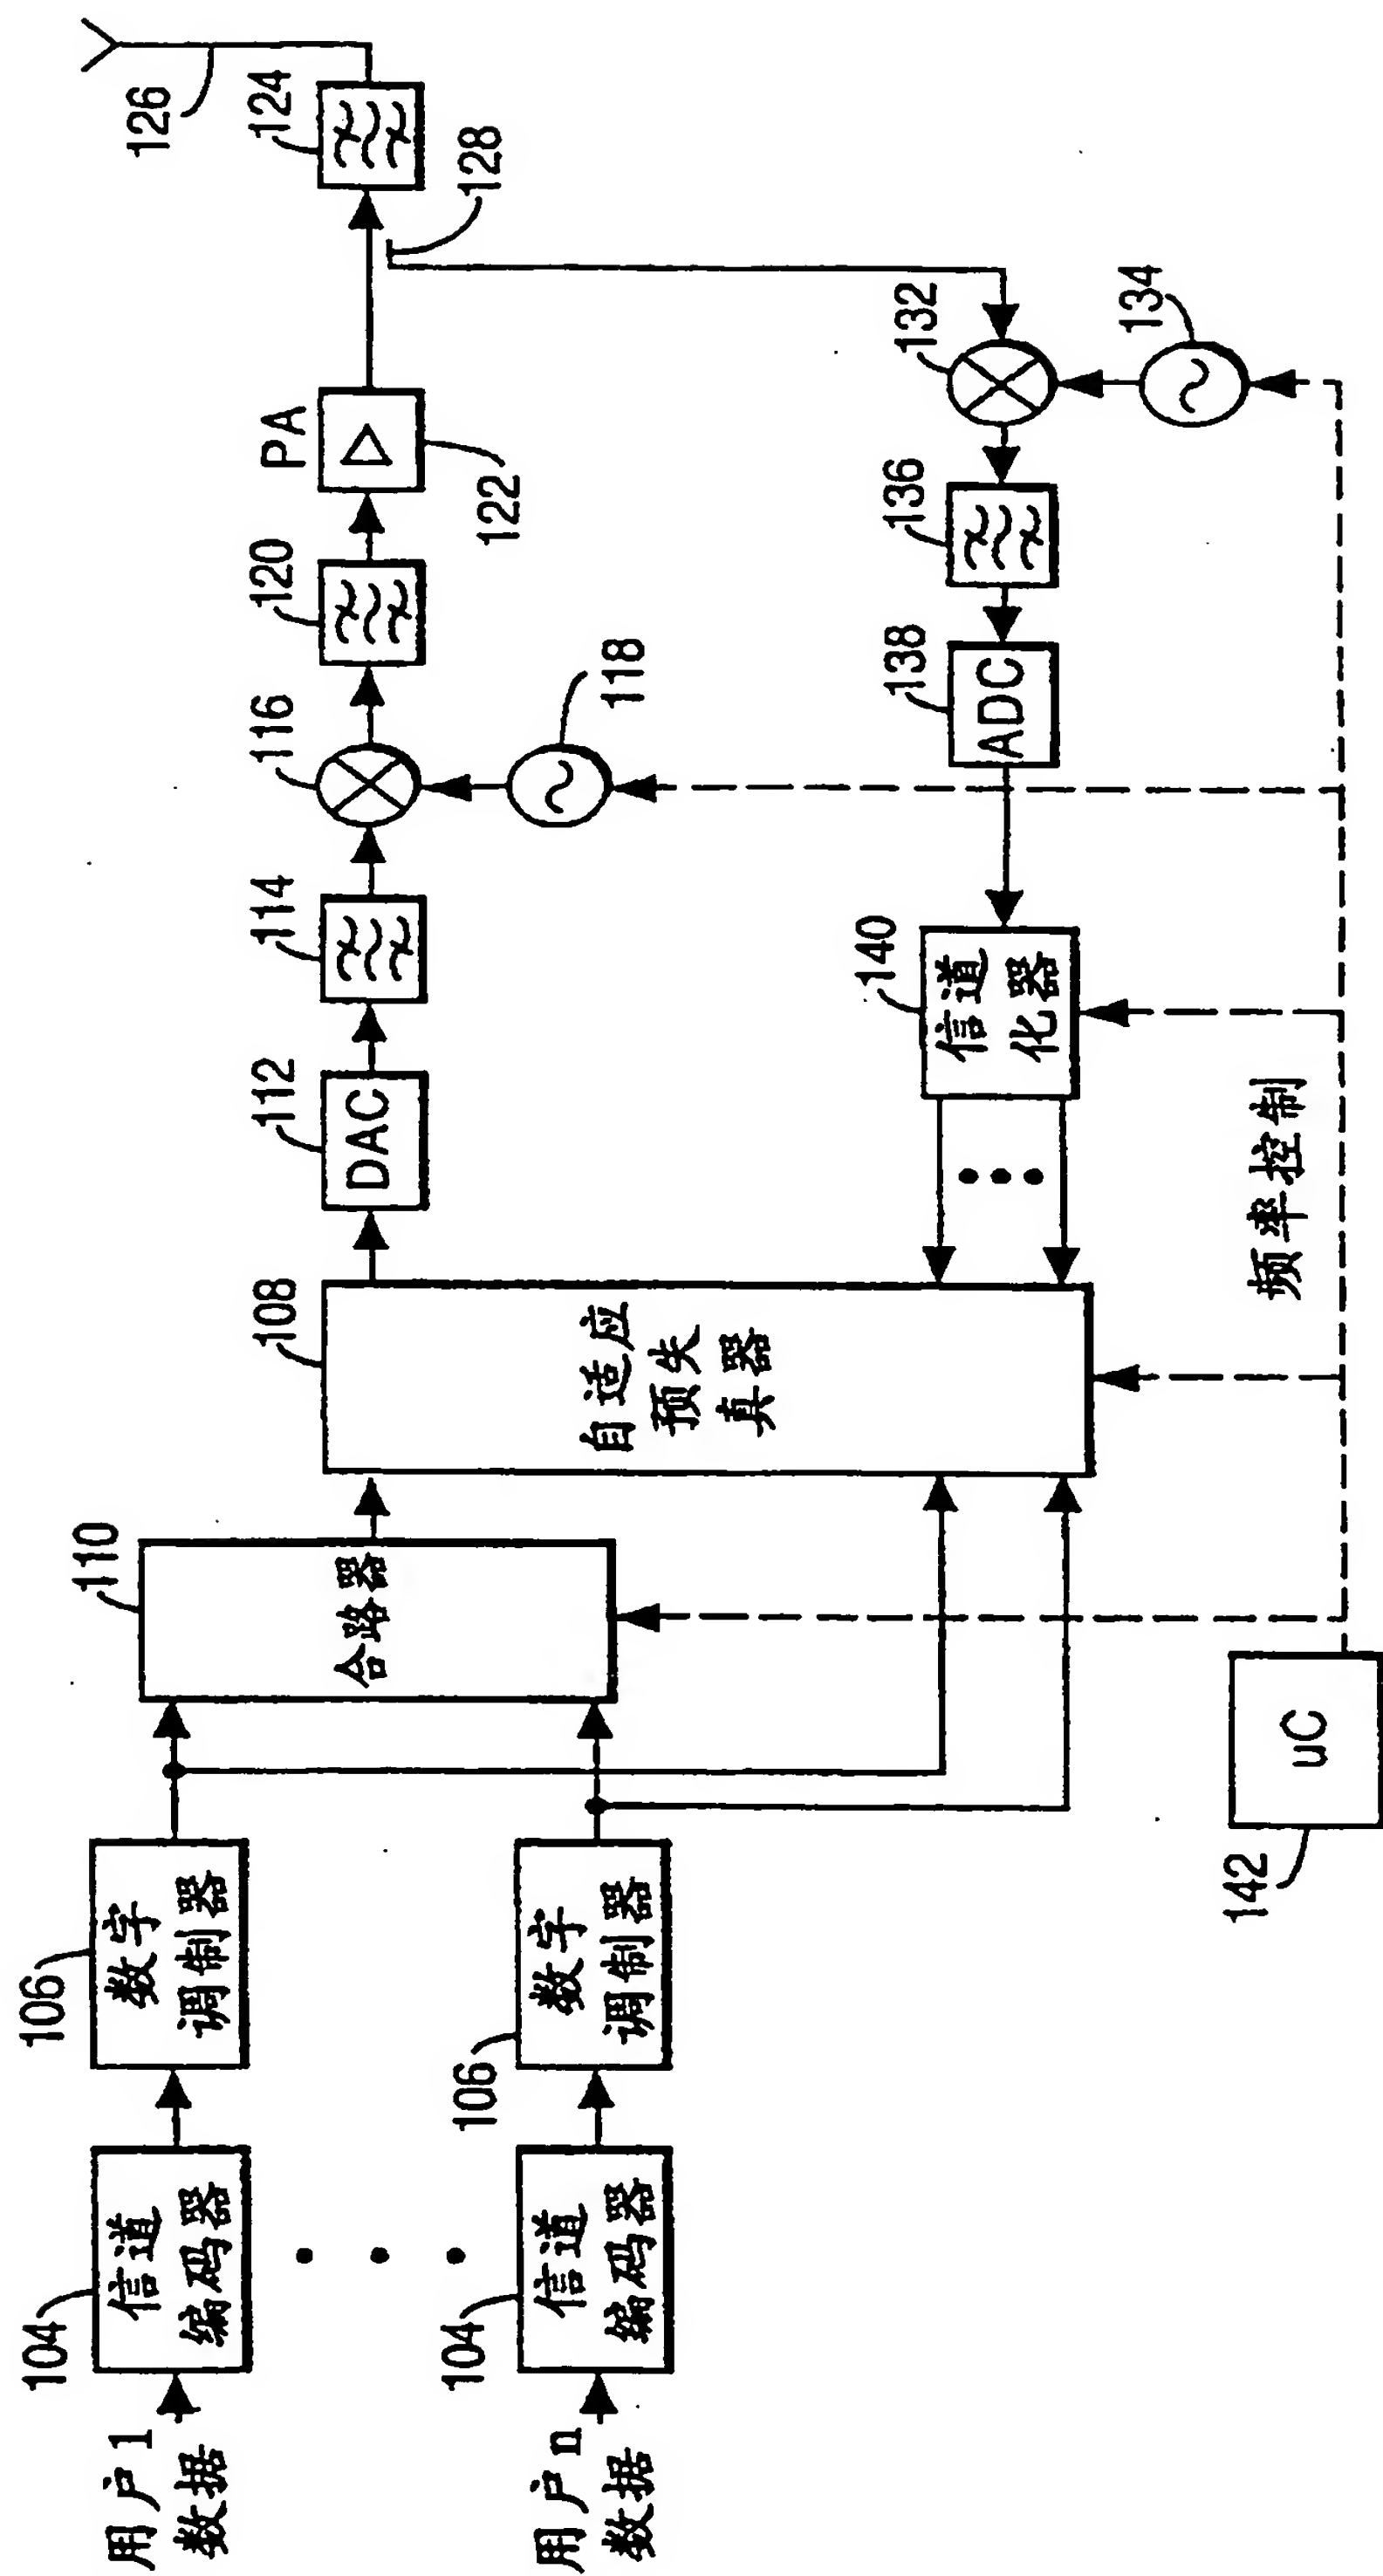 用户1
数据
104
信道
编码器
106
数字
调制器
用户n
数据
104
信道
编码器
106
数字
调制器
110
合路器
108
自适应
预失
真器
112
DAC
114
116
118
120
PA
122
124
126
128
132
134
136
138
ADC
140
信道
化器
频率控制
142
uC